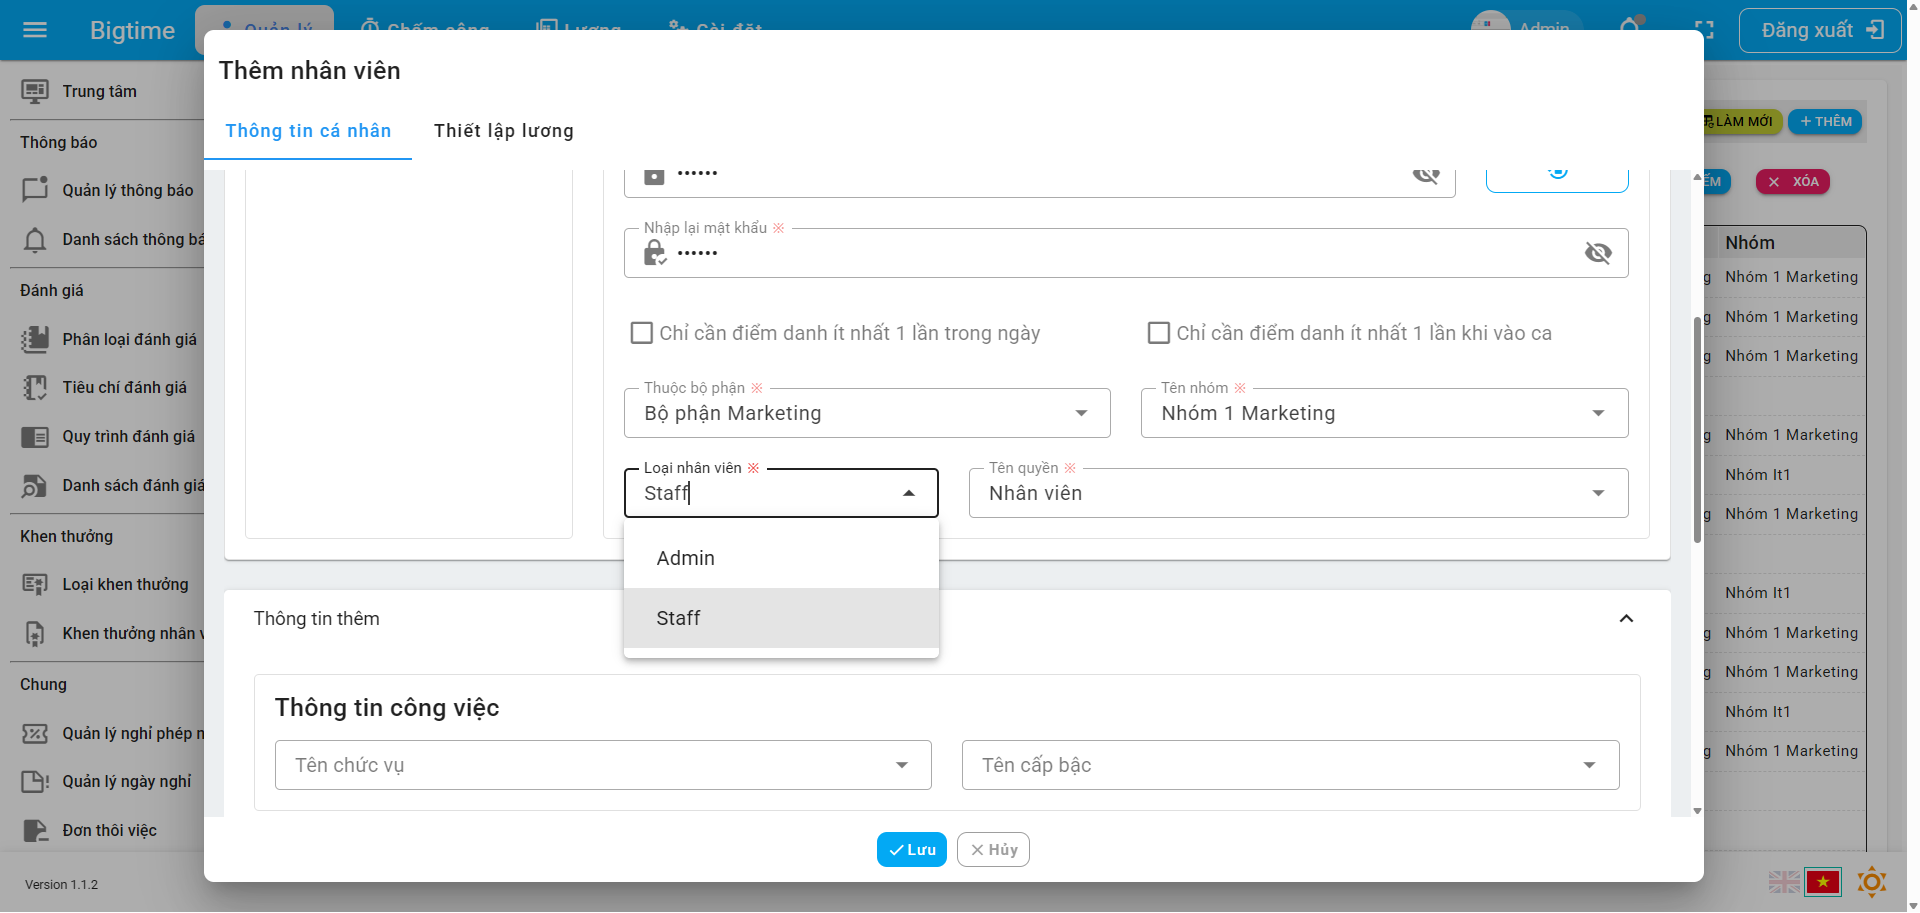 Bigtime
Quản lý
Chấm công
Lương
Cài đặt
Admin
Đăng xuất
Thêm nhân viên
Thông tin cá nhân
Thiết lập lương
Trung tâm
Thông báo
Quản lý thông báo
Danh sách thông bá
Đánh giá
Phân loại đánh giá
Tiêu chí đánh giá
Quy trình đánh giá
Danh sách đánh giá
Khen thưởng
Loại khen thưởng
Khen thưởng nhân v
Chung
Quản lý nghỉ phép n
Quản lý ngày nghỉ
Đơn thôi việc
Version 1.1.2
••••••
Nhập lại mật khẩu ※
••••••
Chỉ cần điểm danh ít nhất 1 lần trong ngày
Chỉ cần điểm danh ít nhất 1 lần khi vào ca
Thuộc bộ phận ※
Bộ phận Marketing
Tên nhóm ※
Nhóm 1 Marketing
Loại nhân viên ※
Staff
Tên quyền ※
Nhân viên
Admin
Staff
Thông tin thêm
Thông tin công việc
Tên chức vụ
Tên cấp bậc
Lưu
Hủy
LÀM MỚI
THÊM
ẾM
XÓA
Nhóm
g Nhóm 1 Marketing
g Nhóm 1 Marketing
g Nhóm 1 Marketing
g Nhóm 1 Marketing
Nhóm It1
g Nhóm 1 Marketing
Nhóm It1
g Nhóm 1 Marketing
g Nhóm 1 Marketing
Nhóm It1
g Nhóm 1 Marketing